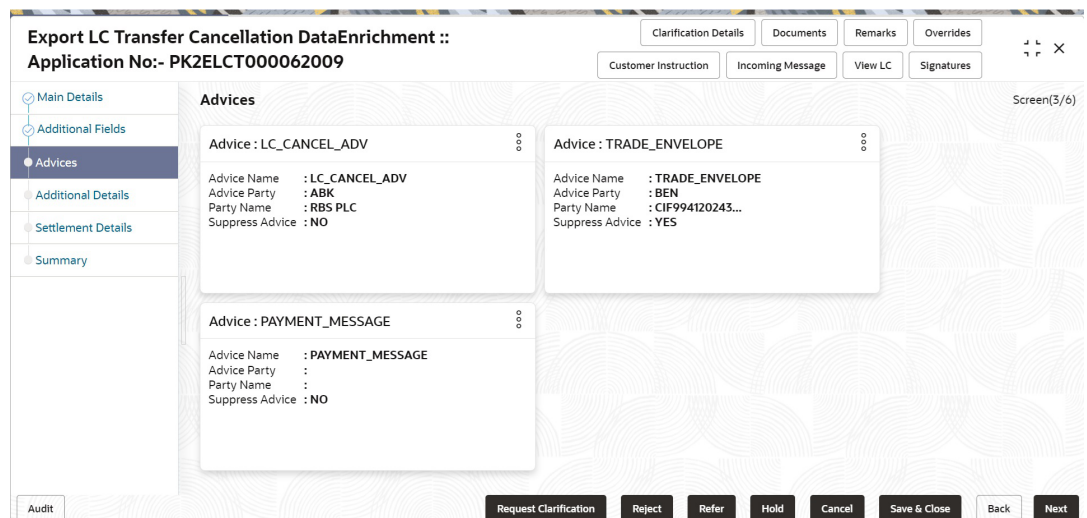 Export LC Transfer Cancellation DataEnrichment ::
Application No:- PK2ELCT000062009
Clarification Details
Documents
Remarks
Overrides
Customer Instruction
Incoming Message
View LC
Signatures
Main Details
Additional Fields
Advices
Additional Details
Settlement Details
Summary
Advices
Screen(3/6)
Advice : LC_CANCEL_ADV
Advice Name : LC_CANCEL_ADV
Advice Party : ABK
Party Name : RBS PLC
Suppress Advice : NO
Advice : TRADE_ENVELOPE
Advice Name : TRADE_ENVELOPE
Advice Party : BEN
Party Name : CIF994120243...
Suppress Advice : YES
Advice : PAYMENT_MESSAGE
Advice Name : PAYMENT_MESSAGE
Advice Party :
Party Name :
Suppress Advice : NO
Audit
Request Clarification
Reject
Refer
Hold
Cancel
Save & Close
Back
Next